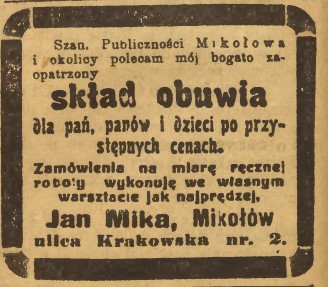 Szan. Publiczności Mikołowa
i okolicy polecam mój bogato za-
opatrzony
skład obuwia
dla pań, panów i dzieci po przy-
stępnych cenach.
Zamówienia na miarę ręcznej
roboty wykonuję we własnym
warsztacie jak najprędzej,
Jan Mika, Mikołów
ulica Krakowska nr. 2.